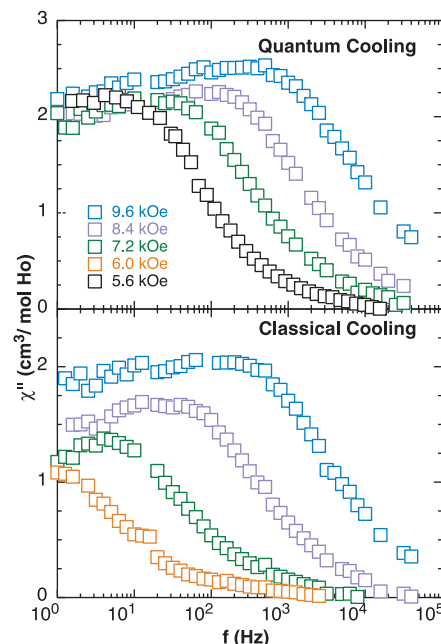 3
Quantum Cooling
2
1
9.6 kOe
8.4 kOe
7.2 kOe
6.0 kOe
5.6 kOe
0
Classical Cooling
2
1
0
χ'' (cm³/ mol Ho)
10⁰ 10¹ 10² 10³ 10⁴ 10⁵
f (Hz)